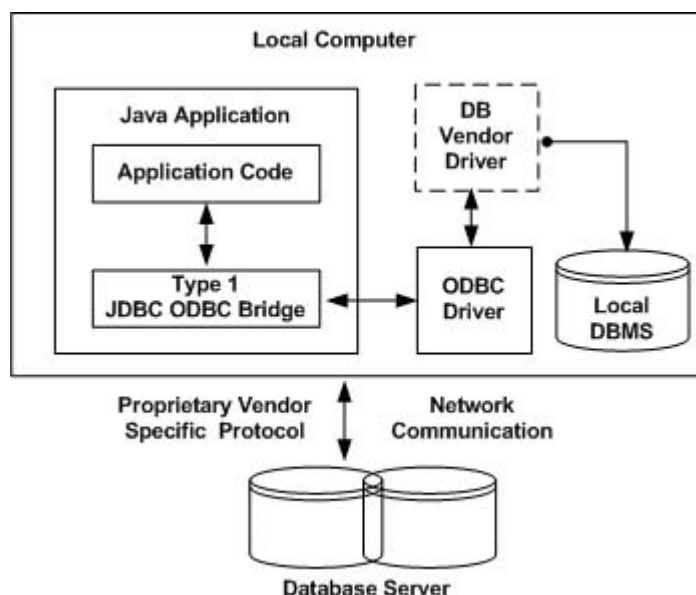 Local Computer
Java Application
Application Code
Type 1
JDBC ODBC Bridge
DB
Vendor
Driver
ODBC
Driver
Local
DBMS
Proprietary Vendor
Specific Protocol
Network
Communication
Database Server